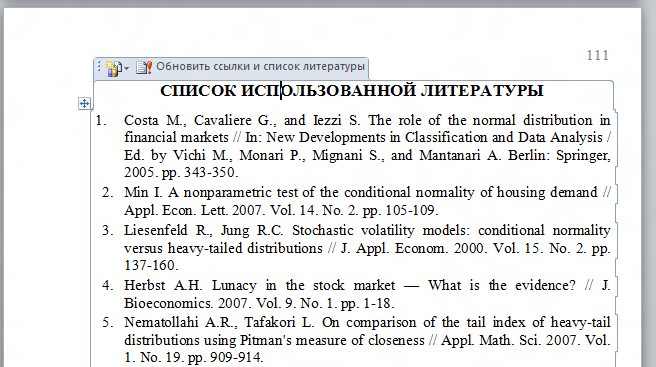 111
Обновить ссылки и список литературы
СПИСОК ИСПОЛЬЗОВАННОЙ ЛИТЕРАТУРЫ
1. Costa M., Cavaliere G., and Iezzi S. The role of the normal distribution in
financial markets // In: New Developments in Classification and Data Analysis /
Ed. by Vichi M., Monari P., Mignani S., and Mantanari A. Berlin: Springer,
2005. pp. 343-350.
2. Min I. A nonparametric test of the conditional normality of housing demand //
Appl. Econ. Lett. 2007. Vol. 14. No. 2. pp. 105-109.
3. Liesenfeld R., Jung R.C. Stochastic volatility models: conditional normality
versus heavy-tailed distributions // J. Appl. Econom. 2000. Vol. 15. No. 2. pp.
137-160.
4. Herbst A.H. Lunacy in the stock market — What is the evidence? // J.
Bioeconomics. 2007. Vol. 9. No. 1. pp. 1-18.
5. Nematollahi A.R., Tafakori L. On comparison of the tail index of heavy-tail
distributions using Pitman's measure of closeness // Appl. Math. Sci. 2007. Vol.
1. No. 19. pp. 909-914.